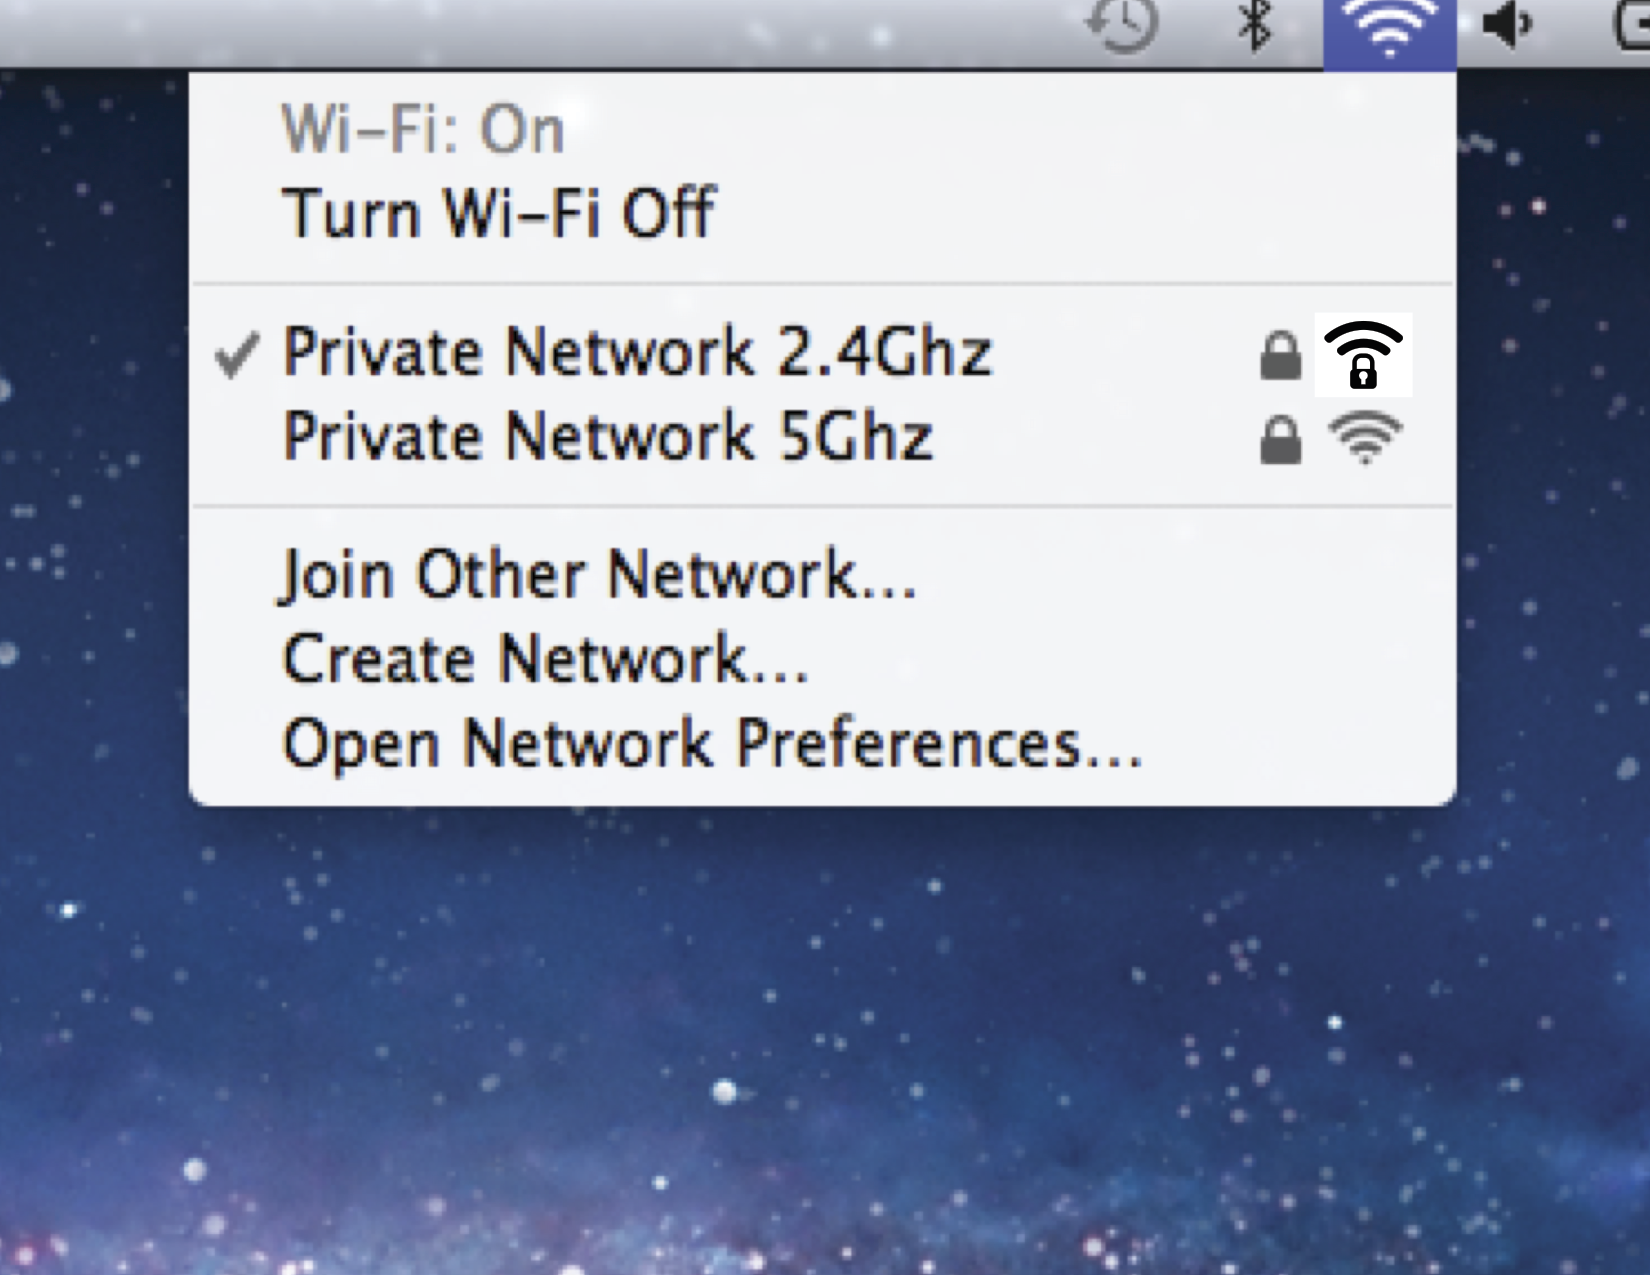 Wi-Fi: On
Turn Wi-Fi Off
Private Network 2.4Ghz
Private Network 5Ghz
Join Other Network...
Create Network...
Open Network Preferences...